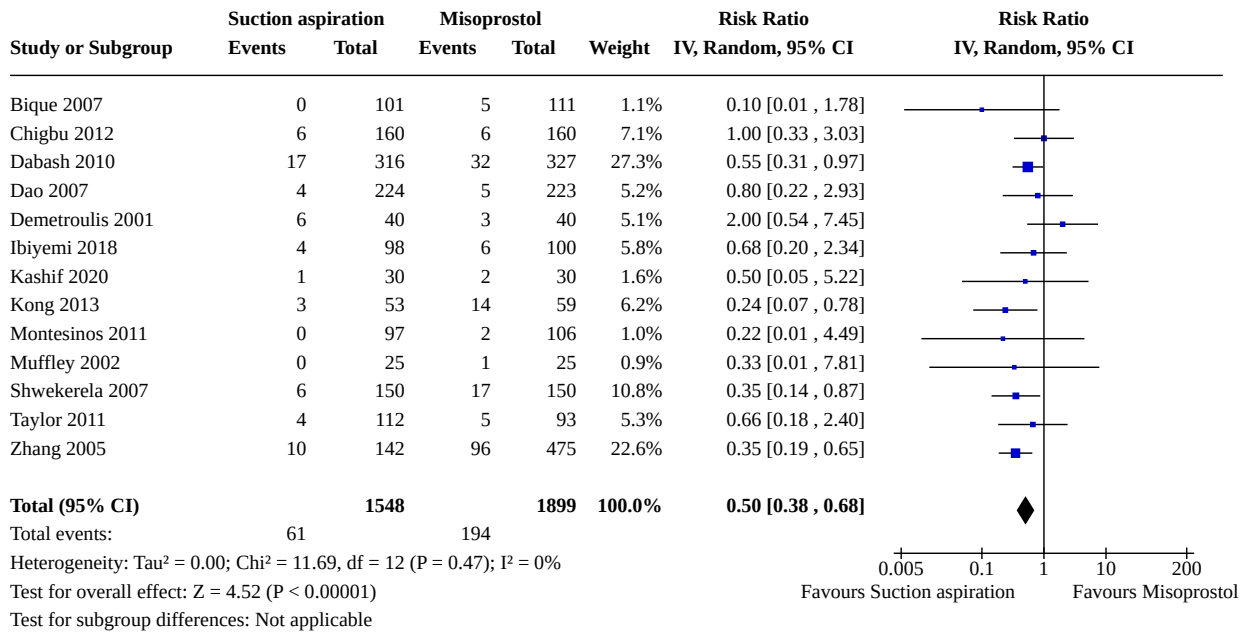 Suction aspiration Misoprostol Risk Ratio Risk Ratio
Study or Subgroup Events Total Events Total Weight IV, Random, 95% CI IV, Random, 95% CI
Bique 2007 0 101 5 111 1.1% 0.10 [0.01 , 1.78]
Chigbu 2012 6 160 6 160 7.1% 1.00 [0.33 , 3.03]
Dabash 2010 17 316 32 327 27.3% 0.55 [0.31 , 0.97]
Dao 2007 4 224 5 223 5.2% 0.80 [0.22 , 2.93]
Demetroulis 2001 6 40 3 40 5.1% 2.00 [0.54 , 7.45]
Ibiyemi 2018 4 98 6 100 5.8% 0.68 [0.20 , 2.34]
Kashif 2020 1 30 2 30 1.6% 0.50 [0.05 , 5.22]
Kong 2013 3 53 14 59 6.2% 0.24 [0.07 , 0.78]
Montesinos 2011 0 97 2 106 1.0% 0.22 [0.01 , 4.49]
Muffley 2002 0 25 1 25 0.9% 0.33 [0.01 , 7.81]
Shwekerela 2007 6 150 17 150 10.8% 0.35 [0.14 , 0.87]
Taylor 2011 4 112 5 93 5.3% 0.66 [0.18 , 2.40]
Zhang 2005 10 142 96 475 22.6% 0.35 [0.19 , 0.65]
Total (95% CI) 1548 1899 100.0% 0.50 [0.38 , 0.68]
Total events: 61 194
Heterogeneity: Tau² = 0.00; Chi² = 11.69, df = 12 (P = 0.47); I² = 0%
0.005 0.1 1 10 200
Test for overall effect: Z = 4.52 (P < 0.00001)
Favours Suction aspiration Favours Misoprostol
Test for subgroup differences: Not applicable